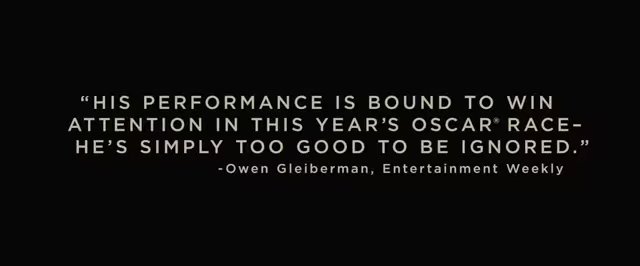 “HIS PERFORMANCE IS BOUND TO WIN
ATTENTION IN THIS YEAR’S OSCAR® RACE–
HE’S SIMPLY TOO GOOD TO BE IGNORED.”
-Owen Gleiberman, Entertainment Weekly